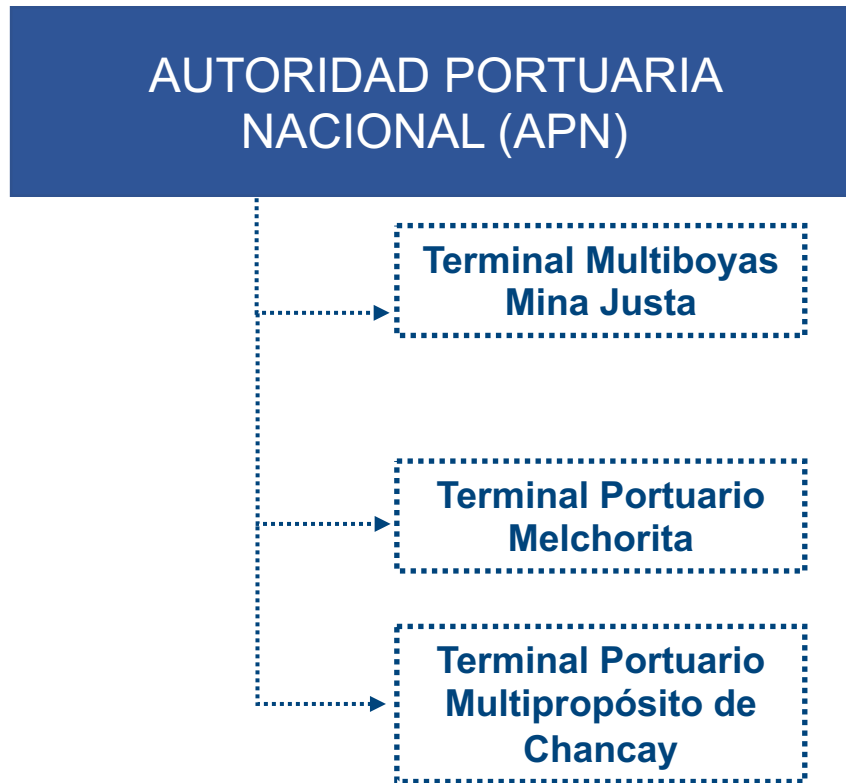 AUTORIDAD PORTUARIA
NACIONAL (APN)
Terminal Multiboyas
Mina Justa
Terminal Portuario
Melchorita
Terminal Portuario
Multipropósito de
Chancay